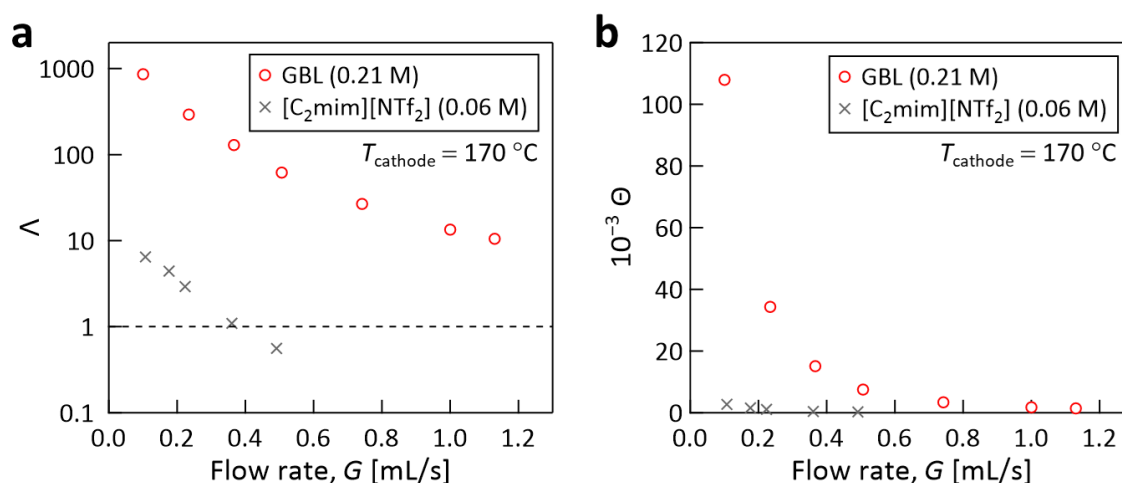 a
1000
100
10
1
0.1
Λ
GBL (0.21 M)
[C₂mim][NTf₂] (0.06 M)
T_cathode = 170 °C
0.0 0.2 0.4 0.6 0.8 1.0 1.2
Flow rate, G [mL/s]
b
120
100
80
60
40
20
0
10⁻³ Θ
GBL (0.21 M)
[C₂mim][NTf₂] (0.06 M)
T_cathode = 170 °C
0.0 0.2 0.4 0.6 0.8 1.0 1.2
Flow rate, G [mL/s]